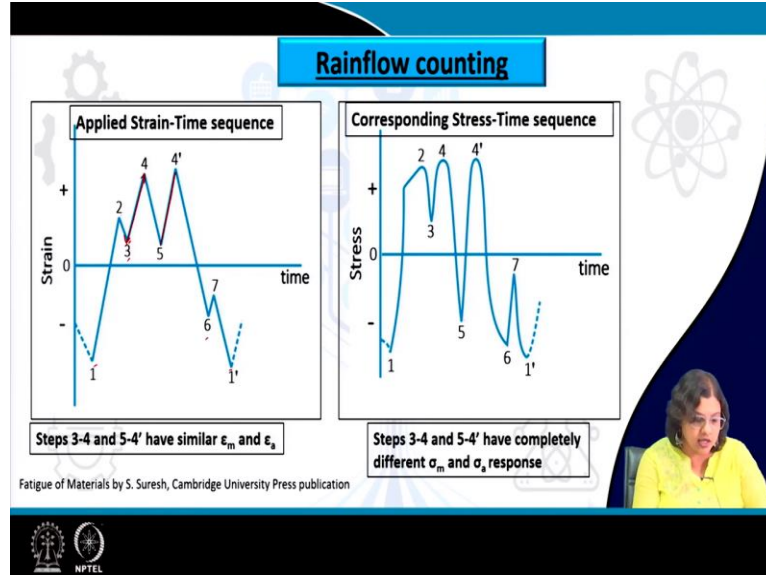 Rainflow counting
Applied Strain-Time sequence
4
4'
2
+
3
5
Strain
0
time
-
7
6
1
1'
Corresponding Stress-Time sequence
2
4
4'
+
3
Stress
0
time
7
-
5
1
6
1'
Steps 3-4 and 5-4′ have similar εm and εa
Steps 3-4 and 5-4′ have completely
different σm and σa response
Fatigue of Materials by S. Suresh, Cambridge University Press publication
NPTEL